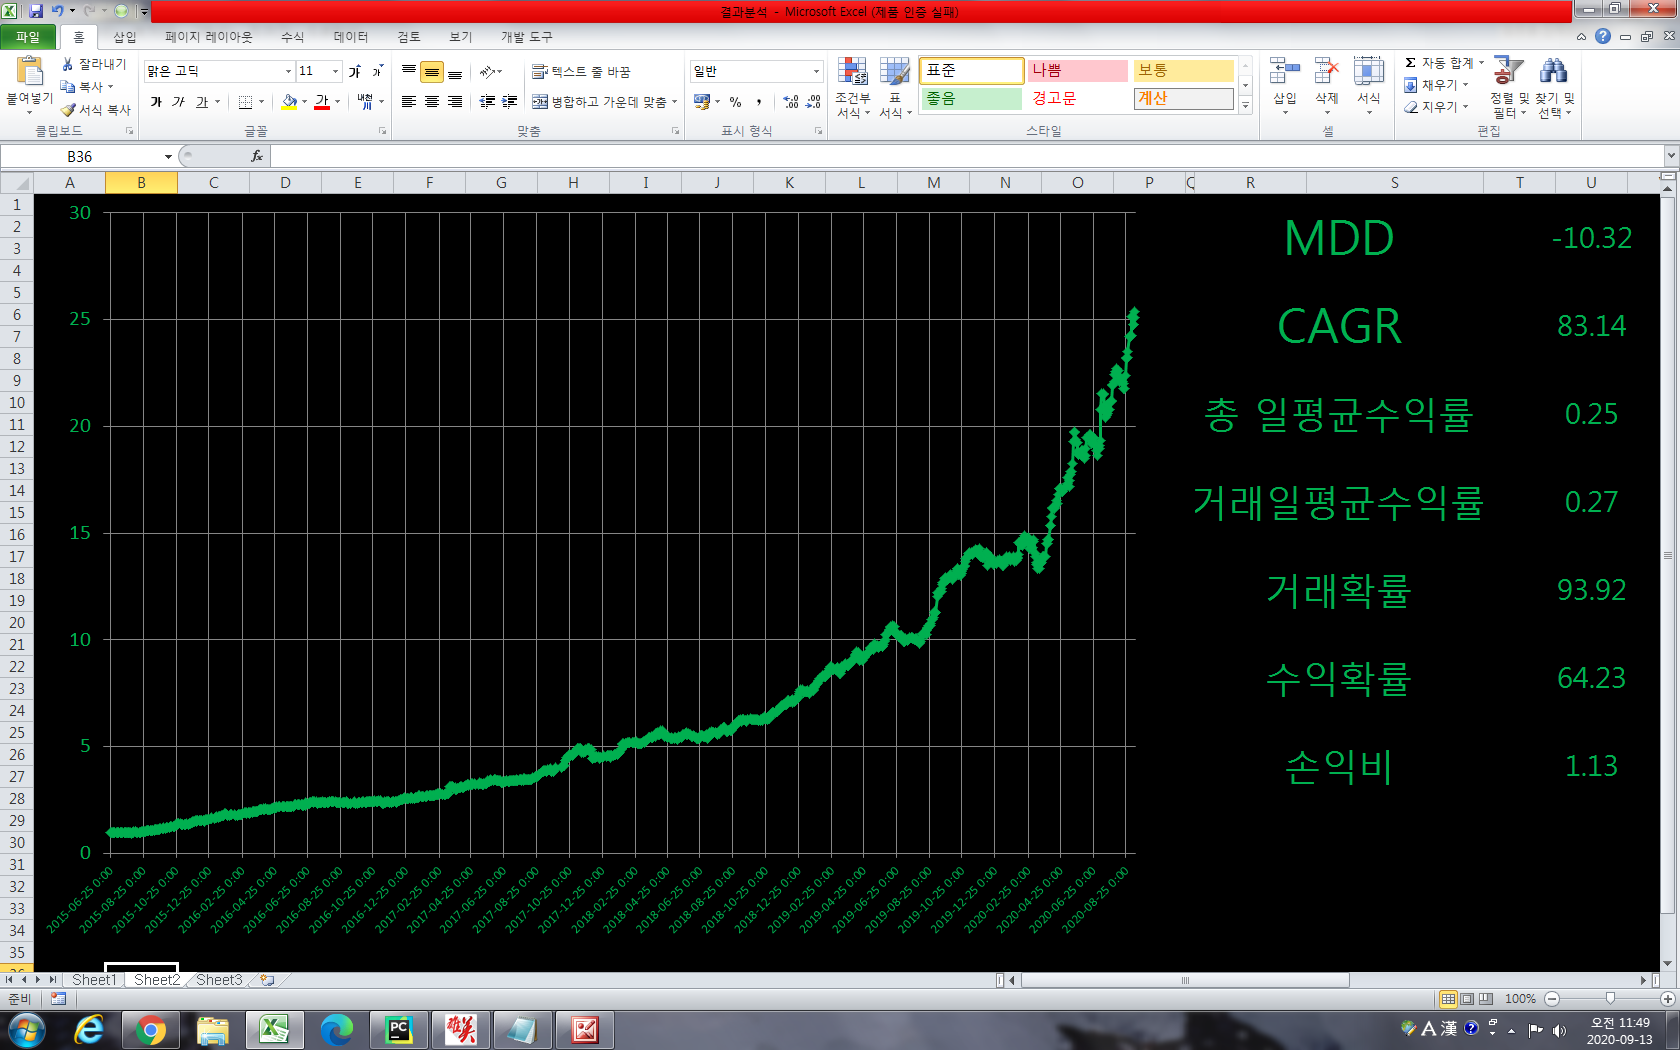 결과분석 - Microsoft Excel (제품 인증 실패)
파일 홈 삽입 페이지 레이아웃 수식 데이터 검토 보기 개발 도구
붙여넣기 잘라내기 복사 서식 복사
클립보드
맑은 고딕 11
가 가 가 내천
글꼴
텍스트 줄 바꿈
병합하고 가운데 맞춤
맞춤
일반
% ,
표시 형식
조건부 서식 표 서식
표준 나쁨 보통
좋음 경고문 계산
스타일
삽입 삭제 서식
셀
Σ 자동 합계
채우기
지우기
정렬 및 필터 찾기 및 선택
편집
B36 fx
A B C D E F G H I J K L M N O P Q R S T U
1
2
3
4
5
6
7
8
9
10
11
12
13
14
15
16
17
18
19
20
21
22
23
24
25
26
27
28
29
30
31
32
33
34
35
30
25
20
15
10
5
0
2015-06-25 0:00
2015-08-25 0:00
2015-10-25 0:00
2015-12-25 0:00
2016-02-25 0:00
2016-04-25 0:00
2016-06-25 0:00
2016-08-25 0:00
2016-10-25 0:00
2016-12-25 0:00
2017-02-25 0:00
2017-04-25 0:00
2017-06-25 0:00
2017-08-25 0:00
2017-10-25 0:00
2017-12-25 0:00
2018-02-25 0:00
2018-04-25 0:00
2018-06-25 0:00
2018-08-25 0:00
2018-10-25 0:00
2018-12-25 0:00
2019-02-25 0:00
2019-04-25 0:00
2019-06-25 0:00
2019-08-25 0:00
2019-10-25 0:00
2019-12-25 0:00
2020-02-25 0:00
2020-04-25 0:00
2020-06-25 0:00
2020-08-25 0:00
MDD -10.32
CAGR 83.14
총 일평균수익률 0.25
거래일평균수익률 0.27
거래확률 93.92
수익확률 64.23
손익비 1.13
Sheet1 Sheet2 Sheet3
준비 100%
PC
A 漢
오전 11:49
2020-09-13